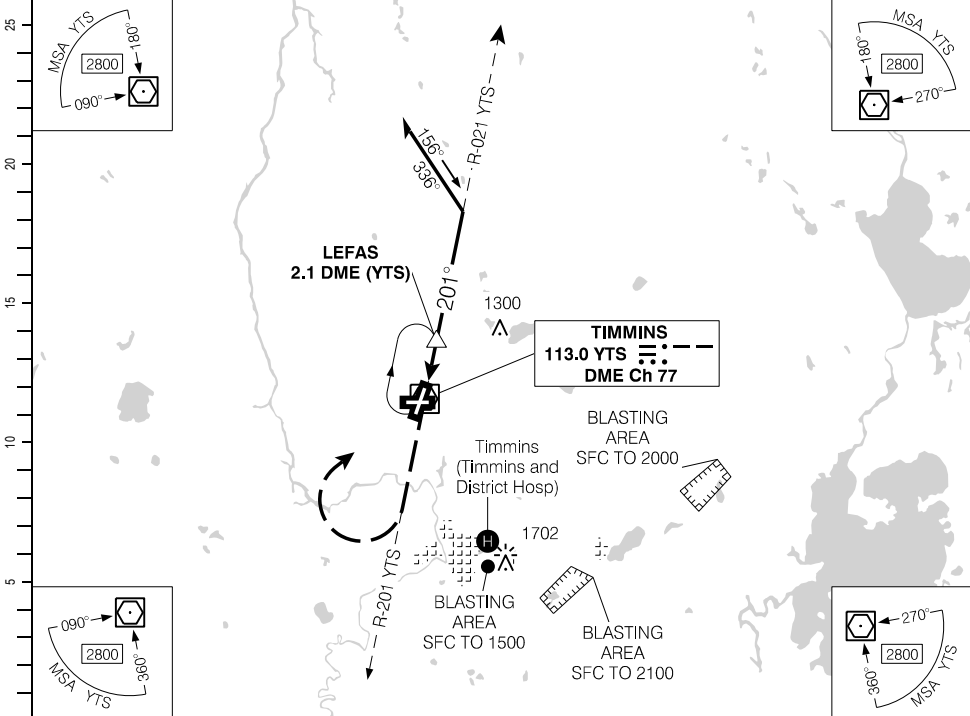 25
20
15
10
5
MSA YTS
180°
2800
090°
MSA YTS
180°
2800
270°
R-021 YTS
156°
336°
LEFAS
2.1 DME (YTS)
201°
1300
TIMMINS
113.0 YTS
DME Ch 77
BLASTING
AREA
SFC TO 2000
Timmins
(Timmins and
District Hosp)
H
1702
R-201 YTS
BLASTING
AREA
SFC TO 1500
BLASTING
AREA
SFC TO 2100
090°
2800
360°
MSA YTS
270°
2800
360°
MSA YTS